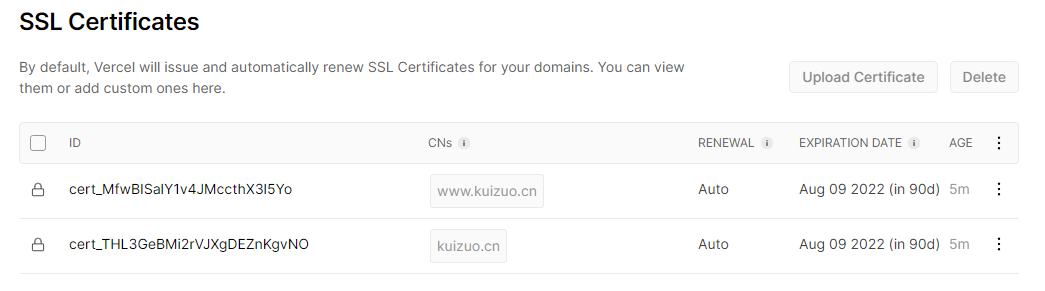 SSL Certificates
By default, Vercel will issue and automatically renew SSL Certificates for your domains. You can view
them or add custom ones here.
Upload Certificate
Delete
ID CNs RENEWAL EXPIRATION DATE AGE
cert_MfwBISalY1v4JMccthX3I5Yo www.kuizuo.cn Auto Aug 09 2022 (in 90d) 5m
cert_THL3GeBMi2rVJXgDEZnKgvNO kuizuo.cn Auto Aug 09 2022 (in 90d) 5m